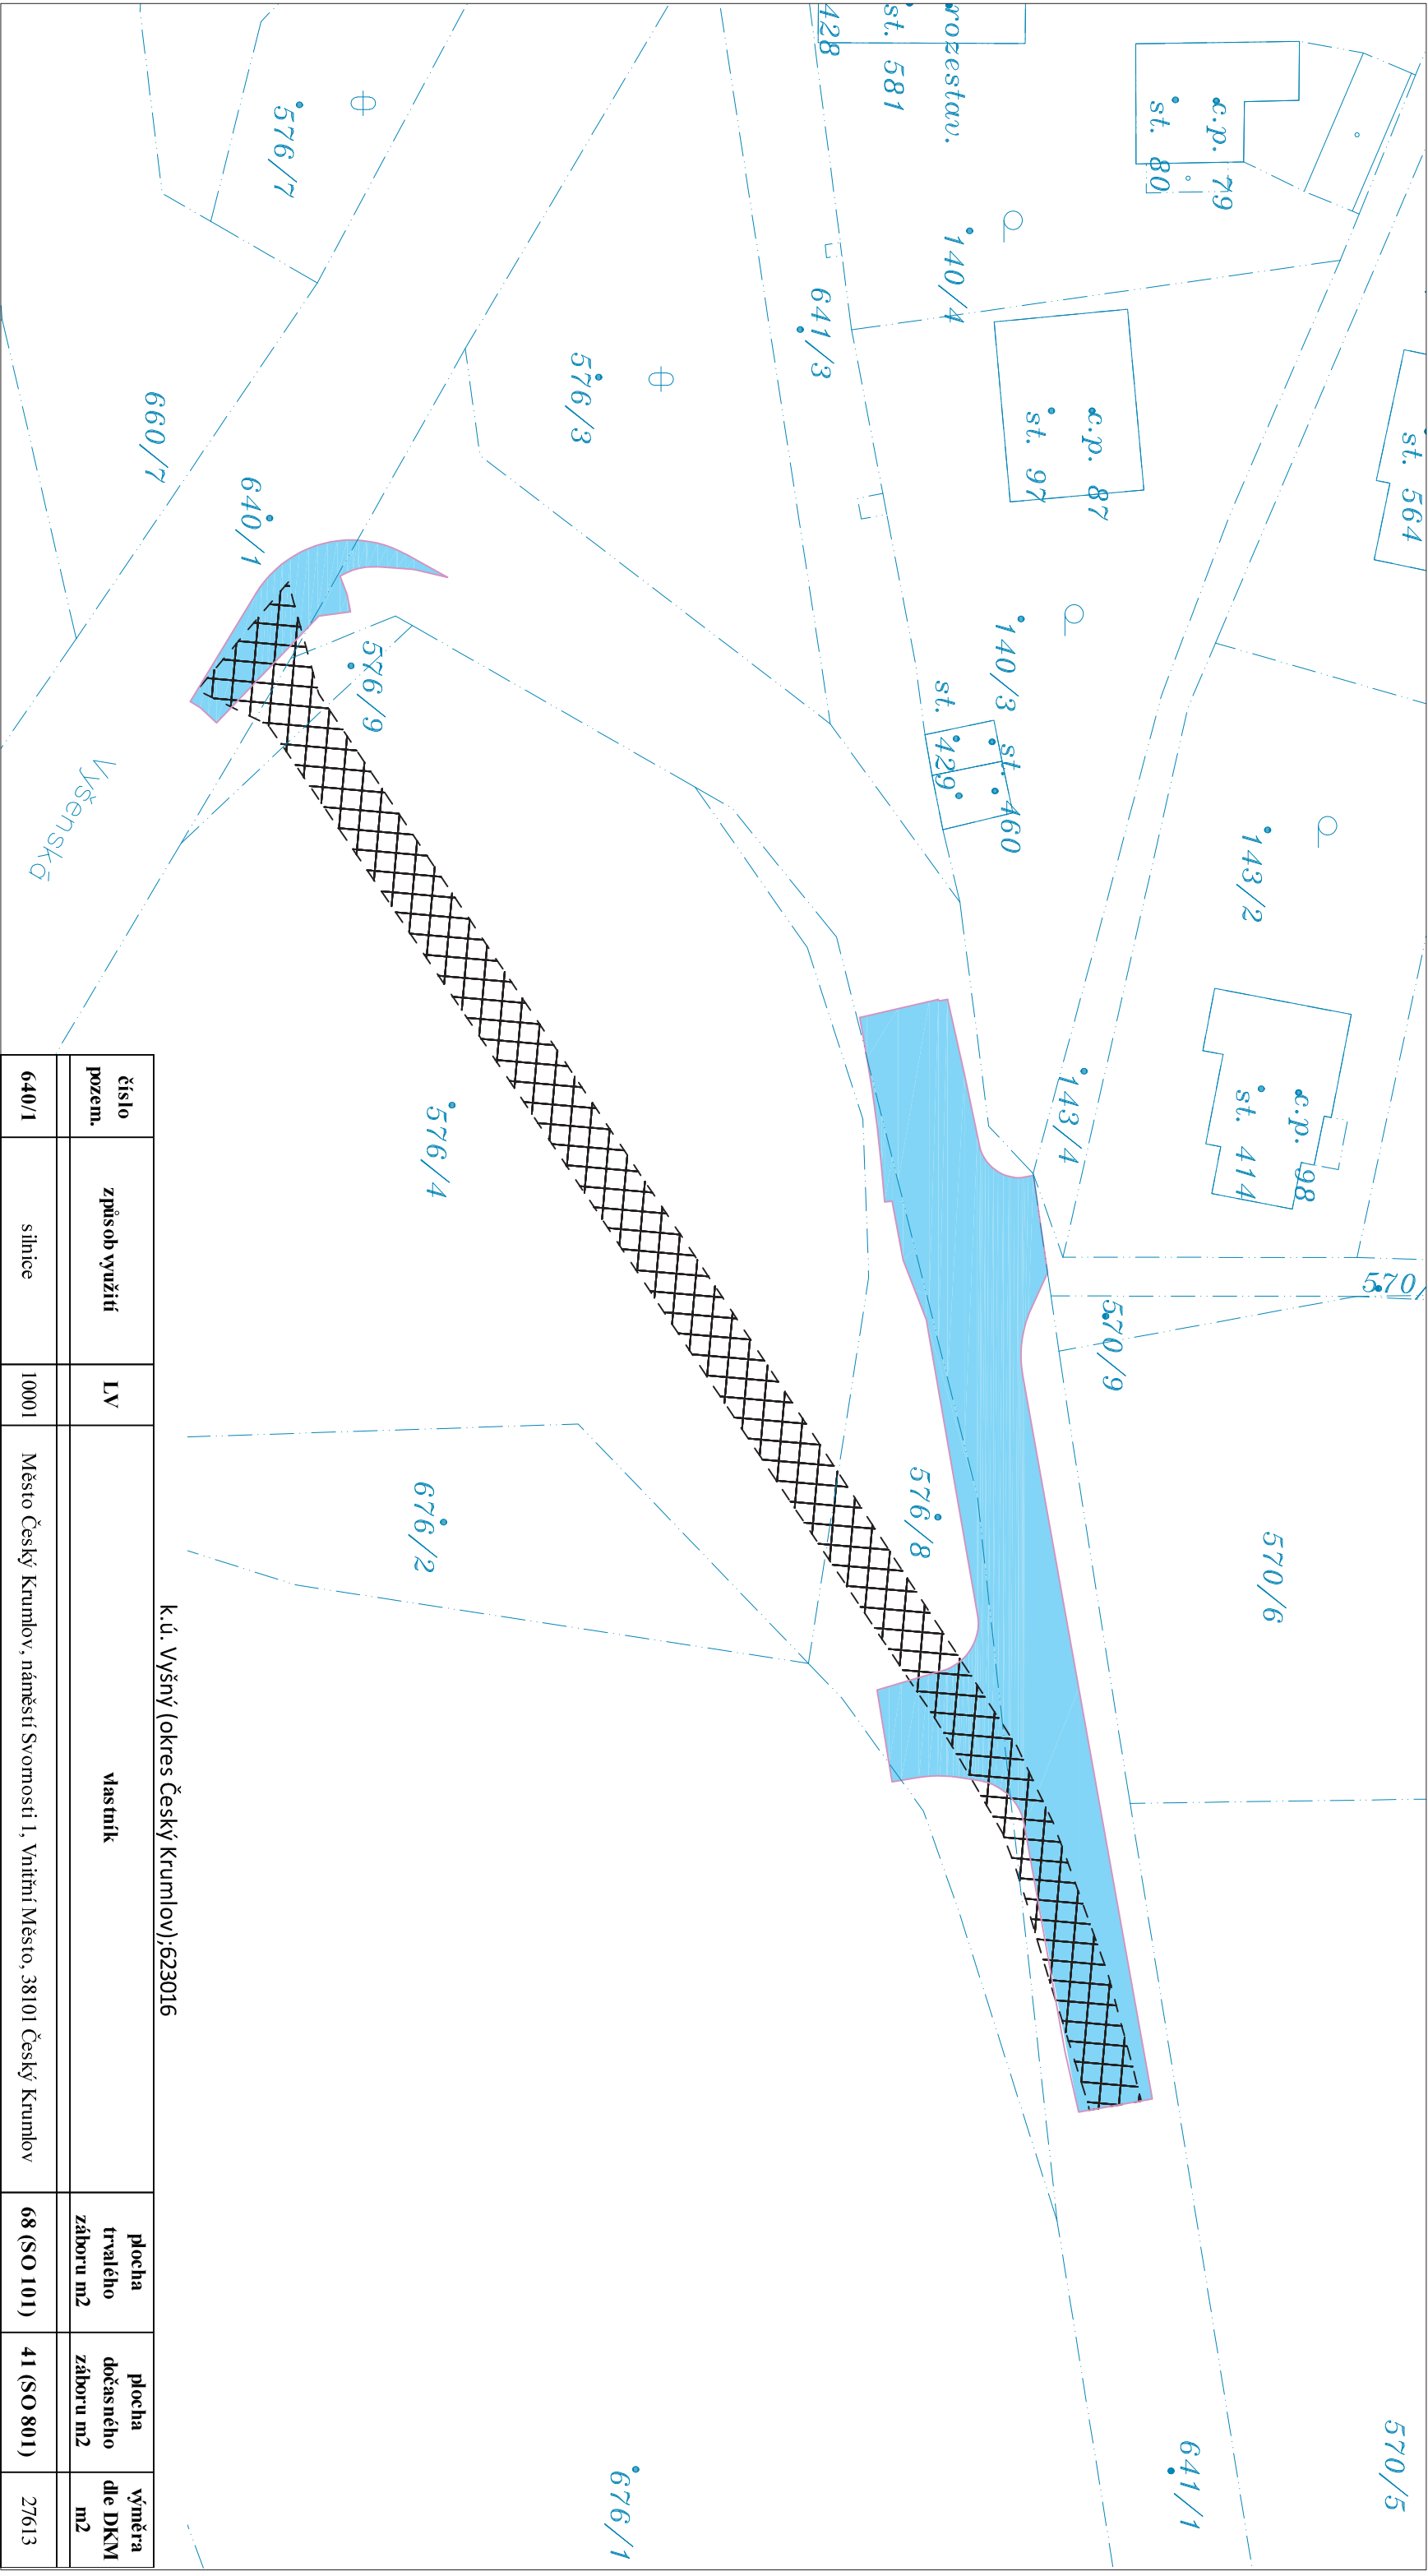 st. 564
570/
570/5
č.p. 79
st. 80
č.p. 87
st. 97
143/2
č.p. 98
st. 414
570/9
570/6
641/1
rozestav.
st. 581
428
140/4
140/3
st. 460
st. 429
143/4
641/3
576/8
576/3
676/1
576/7
576/9
576/4
676/2
640/1
660/7
Vyšenská
k.ú. Vyšný (okres Český Krumlov);623016
číslo pozem. způsob využití LV vlastník plocha trvalého záboru m2 plocha dočasného záboru m2 výměra dle DKM m2
640/1 silnice 10001 Město Český Krumlov, náměstí Svornosti 1, Vnitřní Město, 38101 Český Krumlov 68 (SO 101) 41 (SO 801) 27613